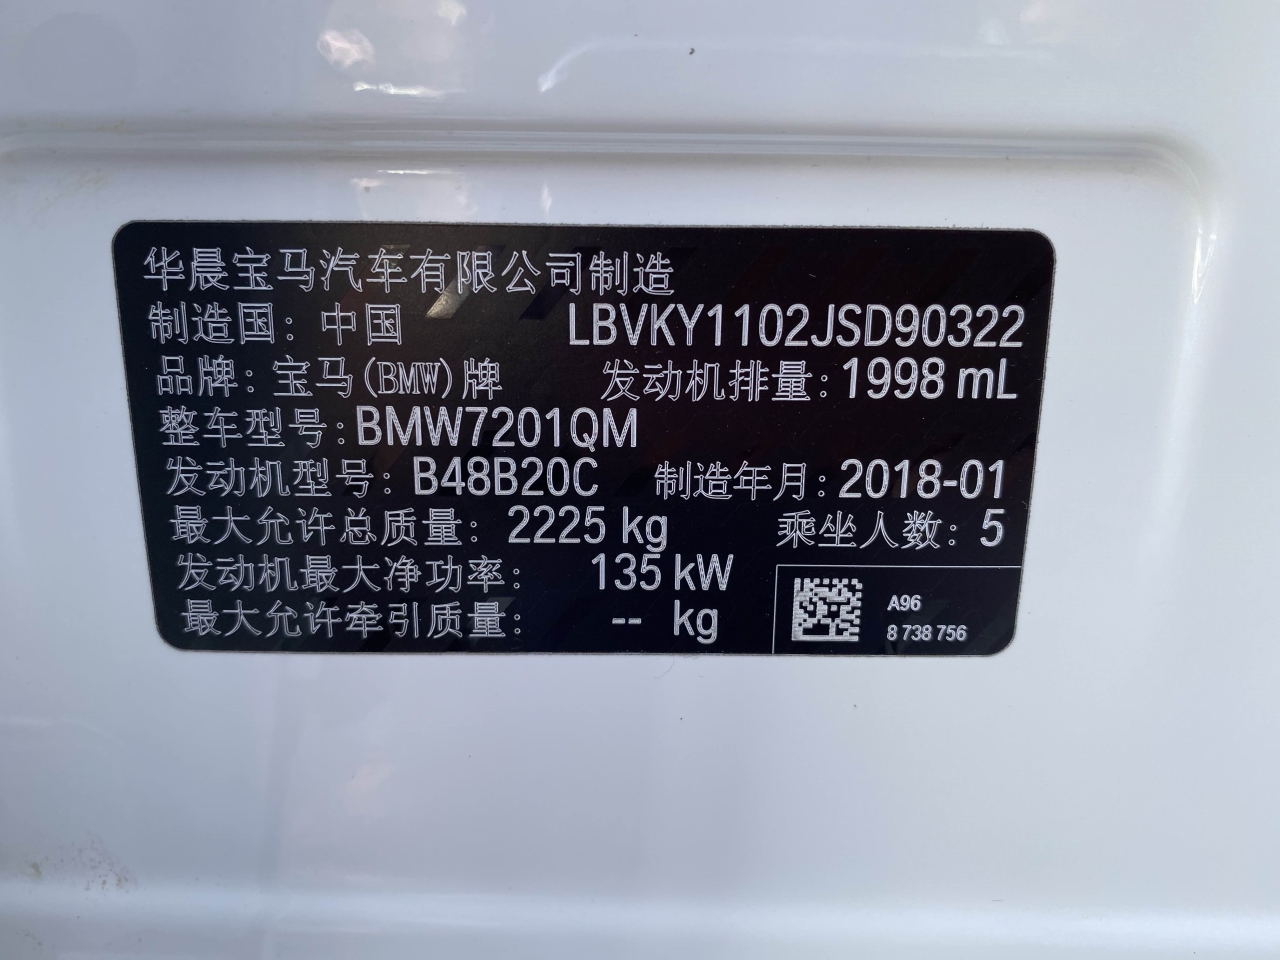 华晨宝马汽车有限公司制造
制造国：中国 LBVKY1102JSD90322
品牌：宝马(BMW)牌 发动机排量：1998 mL
整车型号：BMW7201QM
发动机型号：B48B20C 制造年月：2018-01
最大允许总质量：2225 kg 乘坐人数：5
发动机最大净功率：135 kW
最大允许牵引质量：-- kg
A96
8 738 756